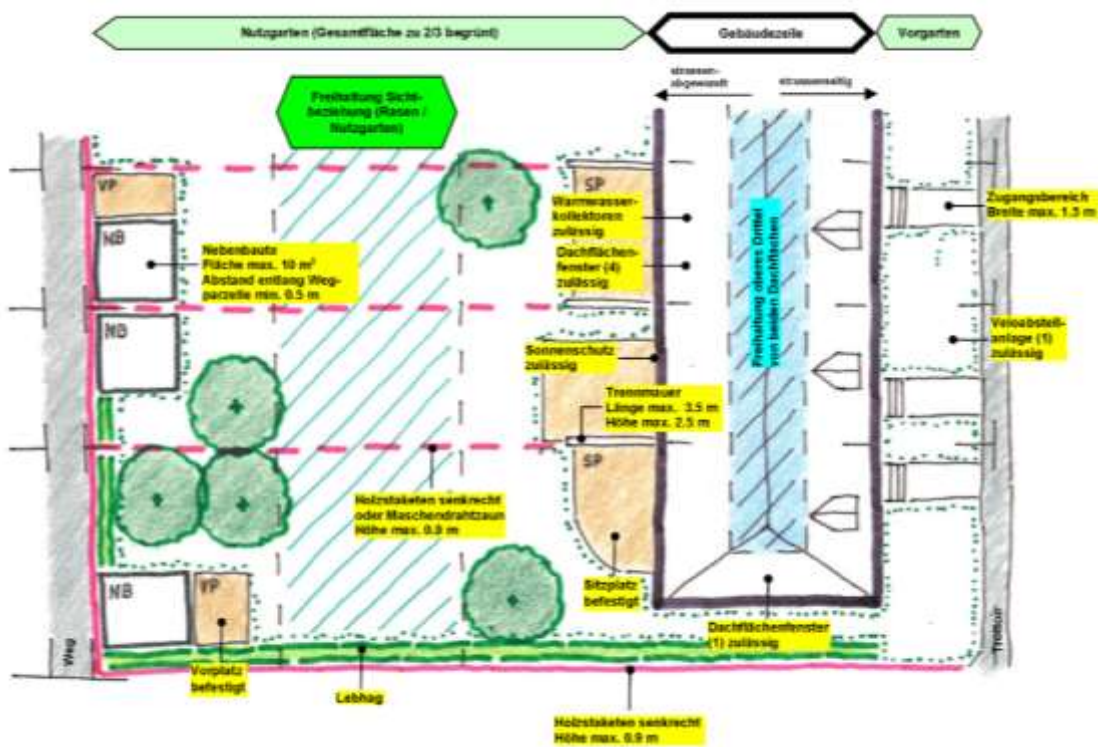 Nutzgarten (Gesamtfläche zu 2/3 begrünt)
Gebäudezeile
Vorgarten
strassen-
abgewandt
strassenseitig
Freihaltung Sicht-
beziehung (Rasen /
Nutzgarten)
VP
SP
Warmwasser-
kollektoren
zulässig
Zugangsbereich
Breite max. 1.5 m
NB
Nebenbaute
Fläche max. 10 m²
Abstand entlang Weg-
parzelle min. 0.5 m
Dachflächen-
fenster (4)
zulässig
Freihaltung oberes Drittel
von beiden Dachflächen
NB
Sonnenschutz
zulässig
Veloabstell-
anlage (1)
zulässig
Trennmauer
Länge max. 3.5 m
Höhe max. 2.5 m
SP
Holzstaketen senkrecht
oder Maschendrahtzaun
Höhe max. 0.9 m
NB
VP
Sitzplatz
befestigt
Dachflächenfenster
(1) zulässig
Weg
Trottoir
Vorplatz
befestigt
Lebhag
Holzstaketen senkrecht
Höhe max. 0.9 m